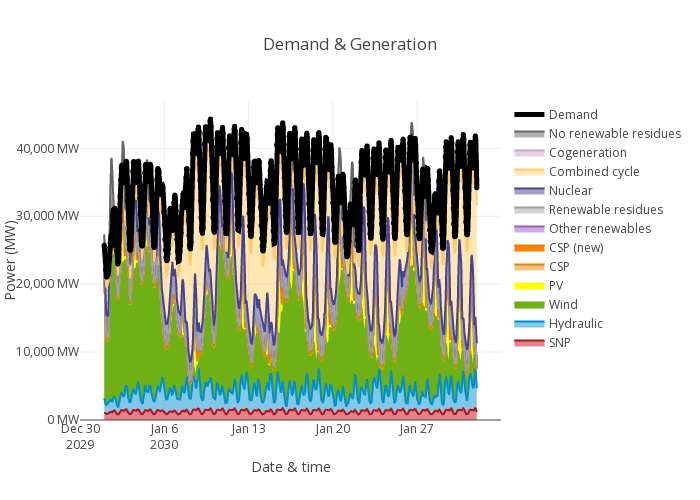 Demand & Generation
Power (MW)
40,000 MW
30,000 MW
20,000 MW
10,000 MW
0 MW
Dec 30
2029
Jan 6
2030
Jan 13
Jan 20
Jan 27
Date & time
Demand
No renewable residues
Cogeneration
Combined cycle
Nuclear
Renewable residues
Other renewables
CSP (new)
CSP
PV
Wind
Hydraulic
SNP